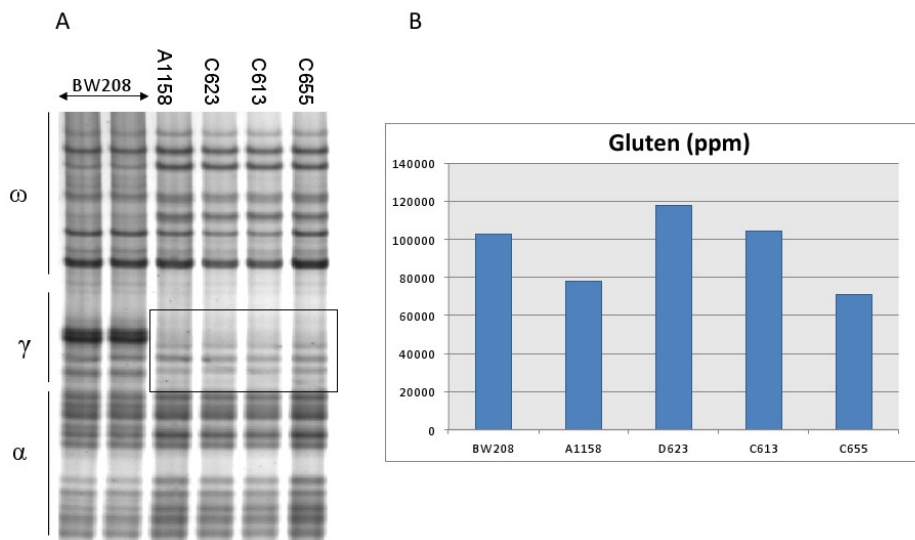 A
B
BW208
A1158
C623
C613
C655
ω
γ
α
Gluten (ppm)
140000
120000
100000
80000
60000
40000
20000
0
BW208 A1158 D623 C613 C655